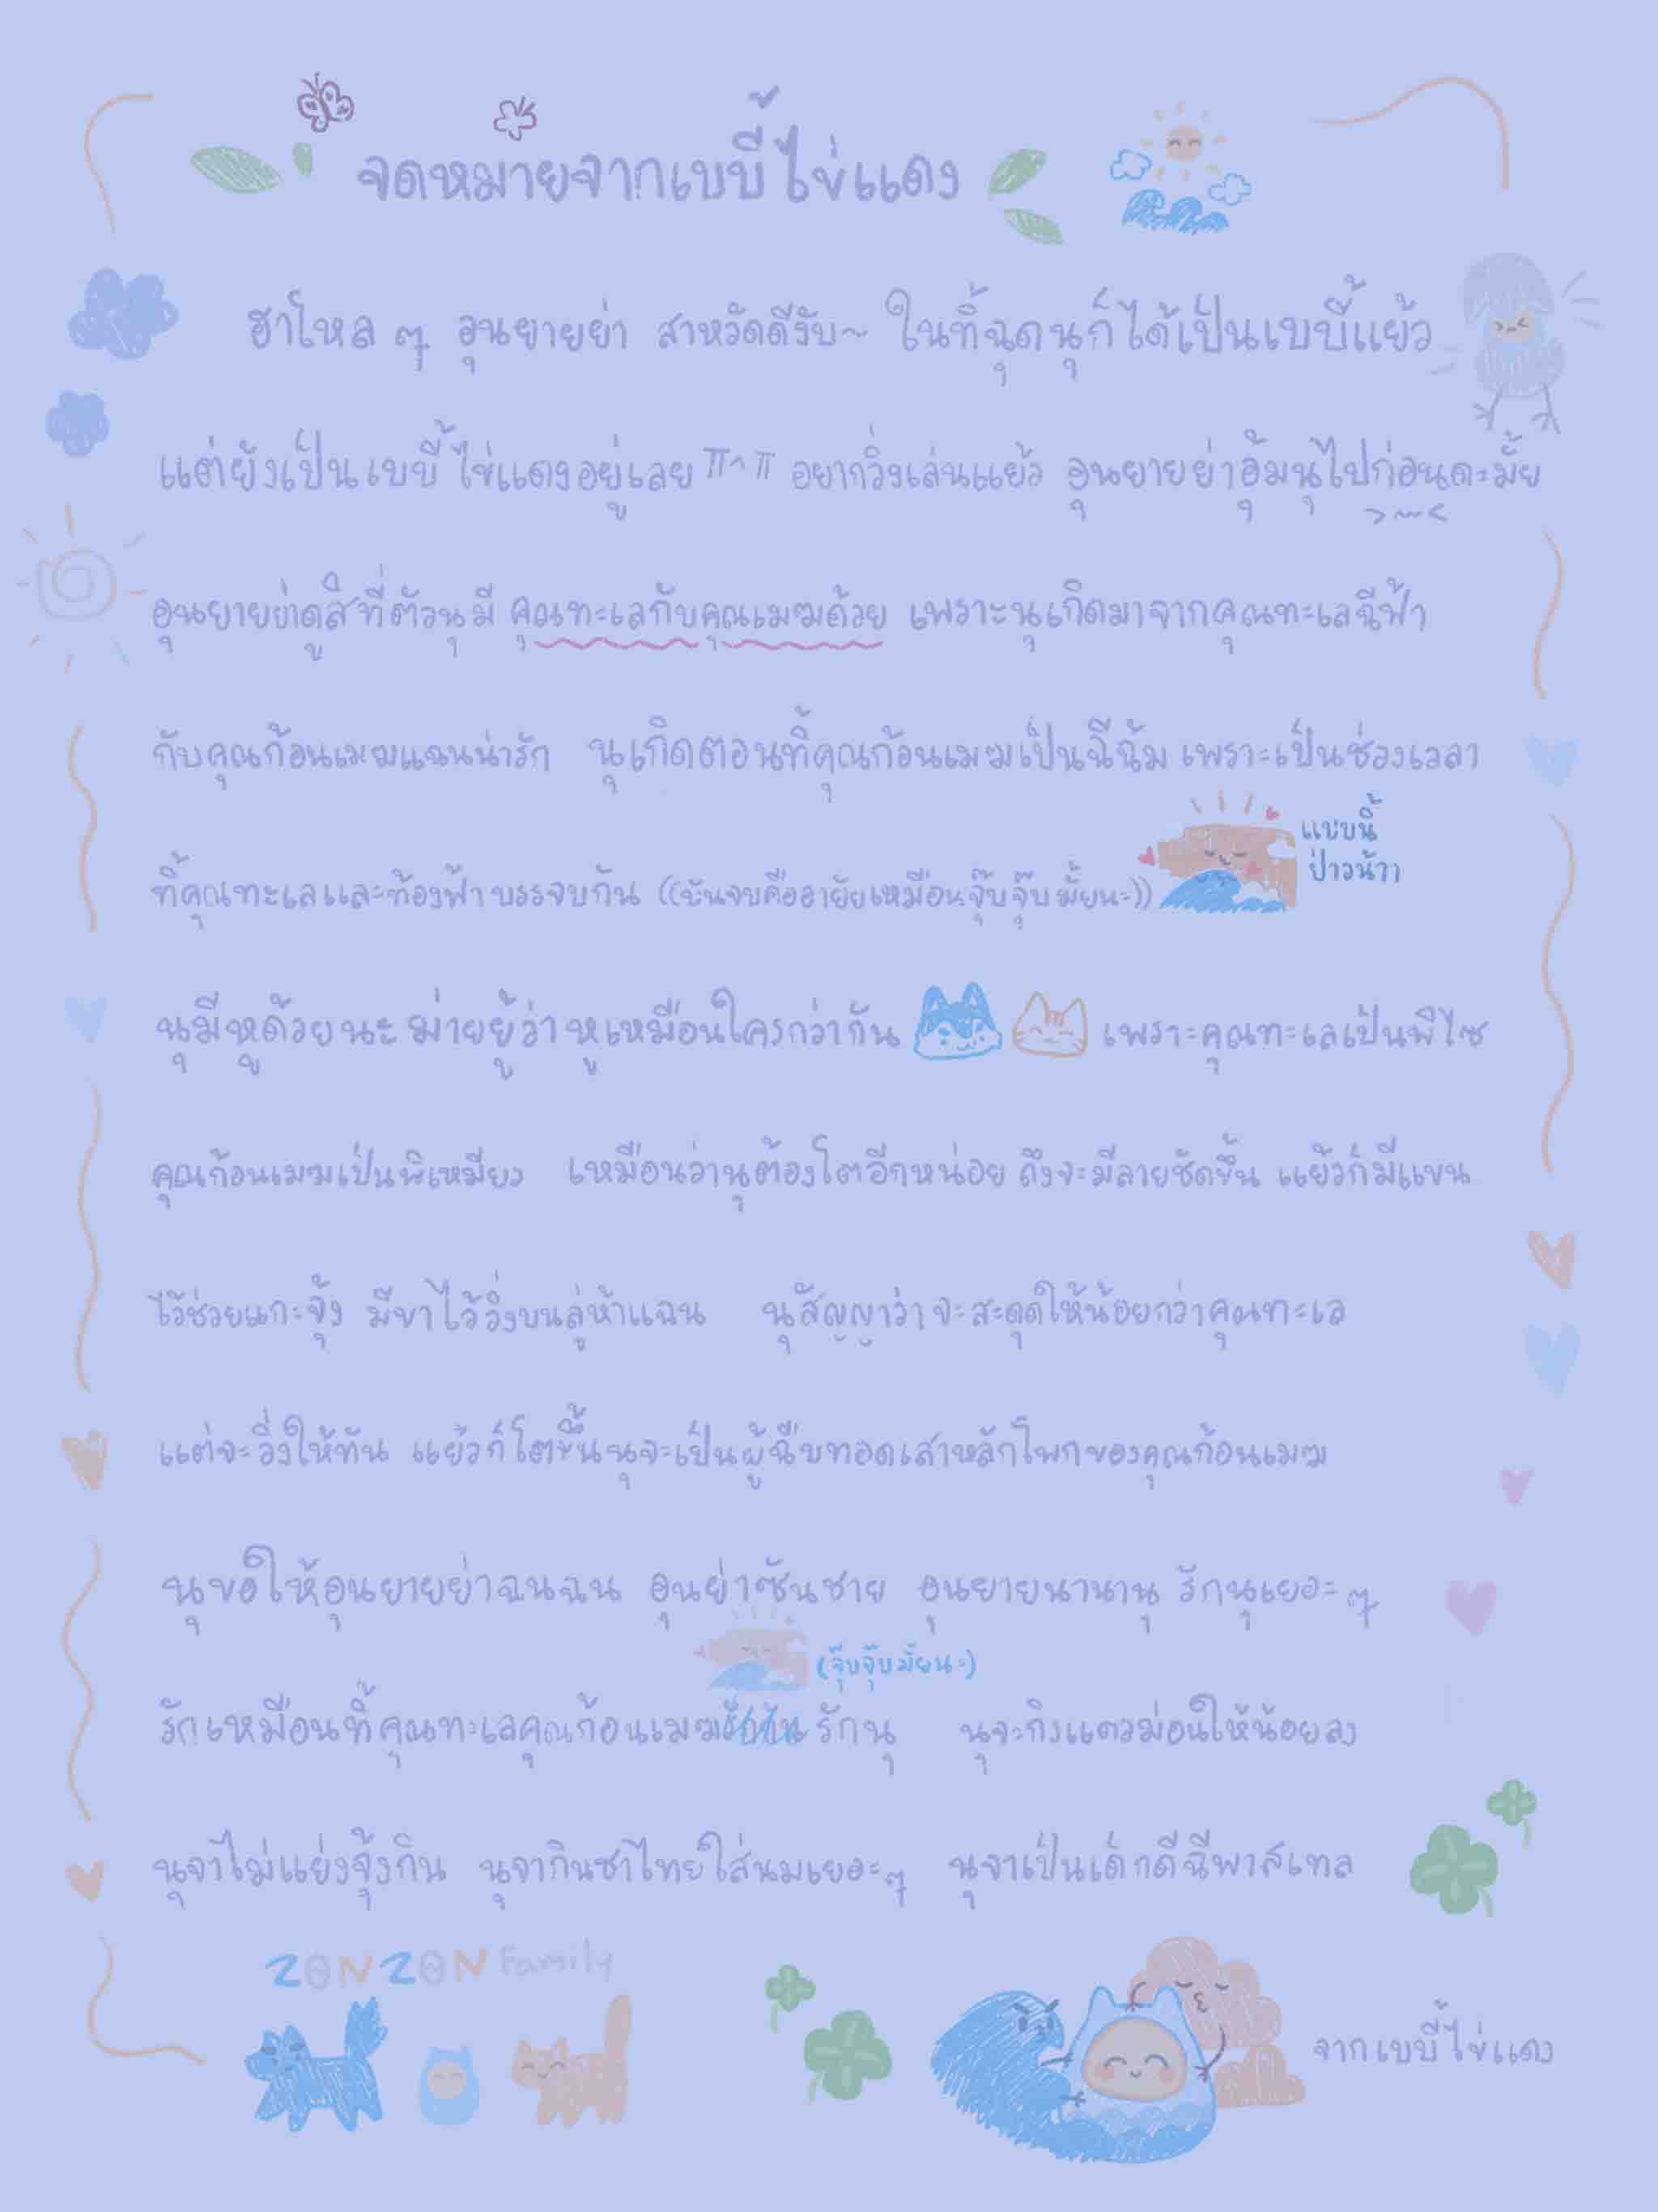 จดหมายจากเบบี้ไข่แดง
ฮาโหล ๆ อุนยายย่า สาหวัดดีงับ~ ในทิ้ฉุดนุก็ได้เป็นเบบี้แย้ว
แต่ยังเป็นเบบี้ไข่แดงอยู่เลย π^π อยากวิ่งเล่นแย้ว อุนยายย่าอุ้มนุไปก่อนด=มั้ย
>~<
อุนยายย่าดูสิที่ตัวนุมี คุณทะเลกับคุณเมฆด้วย เพราะนุเกิดมาจากคุณทะเลฉีฟ้า
กับคุณก้อนเมฆแฉนน่ารัก นุเกิดตอนทิ้คุณก้อนเมฆเป็นฉีฉ้ม เพราะเป็นช่วงเวลา
แบบนี้
ป่าวน้าา
ทิ้คุณทะเลและท้องฟ้าบรรจบกัน ((บันจบคืออายัยเหมือนจุ๊บจุ๊บมั้ยนะ))
นุมีหูด้วยนะ ม่ายยู้ว่าหูเหมือนใครกว่ากัน เพราะคุณทะเลเป็นพิไซ
คุณก้อนเมฆเป็นพิเหมียว เหมือนว่านุต้องโตอีกหน่อย ถึงจะมีลายชัดขึ้น แย้วก็มีแขน
ไว้ช่วยแกะจุ้ง มีขาไว้วิ่งบนลู่ห้าแฉน นุสัญญาว่าจะสะดุดให้น้อยกว่าคุณทะเล
แต่จะวิ่งให้ทัน แย้วก็โตขึ้นนุจะเป็นผู้ฉืบทอดเสาหลักโพกของคุณก้อนเมฆ
นุขอให้อุนยายย่าฉนฉน อุนย่าซันชาย อุนยายนานานุ รักนุเยอะๆ
(จุ๊บจุ๊บมั้ยนะ)
รักเหมือนทิ้คุณทะเลคุณก้อนเมฆ รักนุ นุจะกิงแตวม่อนให้น้อยลง
นุจาไม่แย่งจุ้งกิน นุจากินชาไทยใส่นมเยอะๆ นุจาเป็นเด็กดีฉีพาสเทล
ZONZON Family
จากเบบี้ไข่แดง